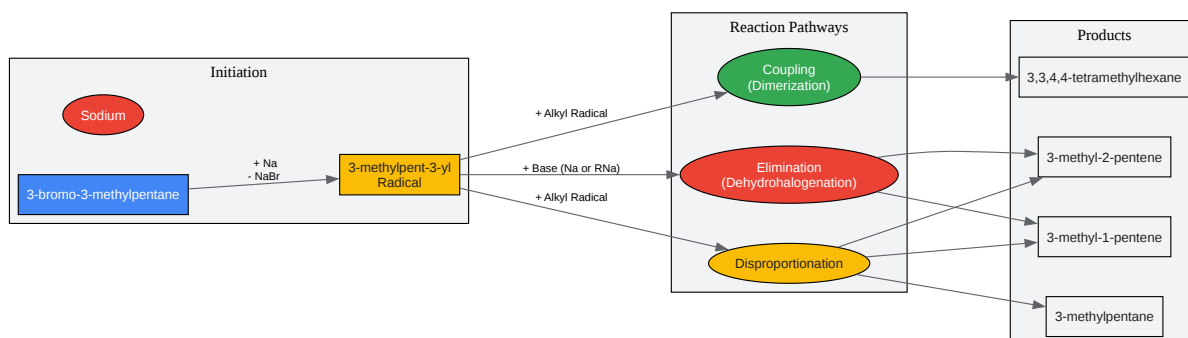 Initiation
Sodium
3-bromo-3-methylpentane
+ Na
- NaBr
3-methylpent-3-yl
Radical
+ Alkyl Radical
+ Base (Na or RNa)
+ Alkyl Radical
Reaction Pathways
Coupling
(Dimerization)
Elimination
(Dehydrohalogenation)
Disproportionation
Products
3,3,4,4-tetramethylhexane
3-methyl-2-pentene
3-methyl-1-pentene
3-methylpentane